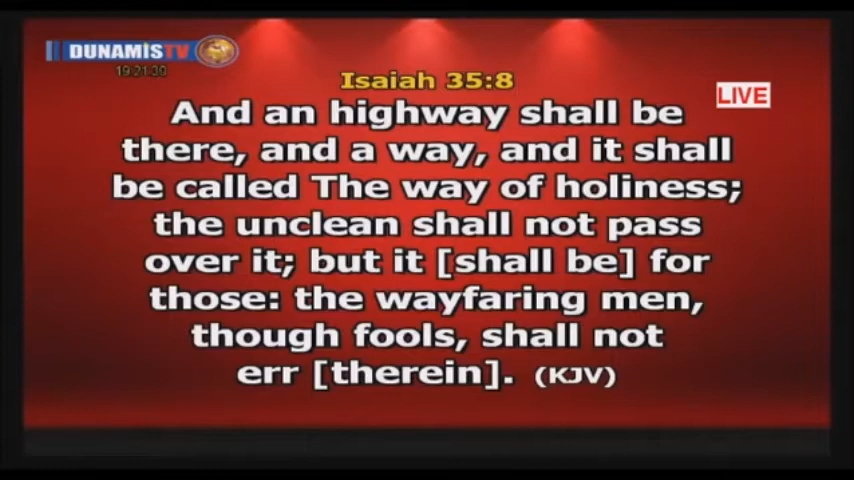 DUNAMISTV
19:21:30
Isaiah 35:8
LIVE
And an highway shall be
there, and a way, and it shall
be called The way of holiness;
the unclean shall not pass
over it; but it [shall be] for
those: the wayfaring men,
though fools, shall not
err [therein]. (KJV)